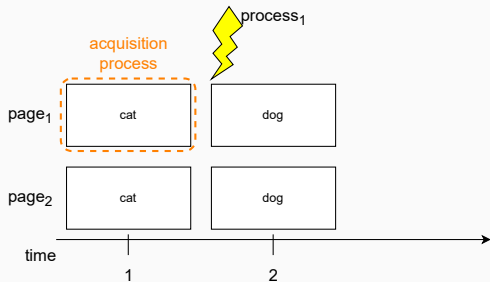 process₁
acquisition
process
page₁
cat
dog
page₂
cat
dog
time
1
2